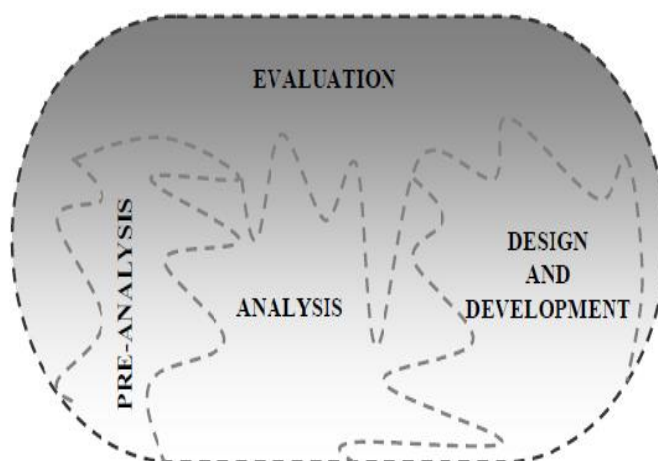 EVALUATION
PRE-ANALYSIS
ANALYSIS
DESIGN
AND
DEVELOPMENT